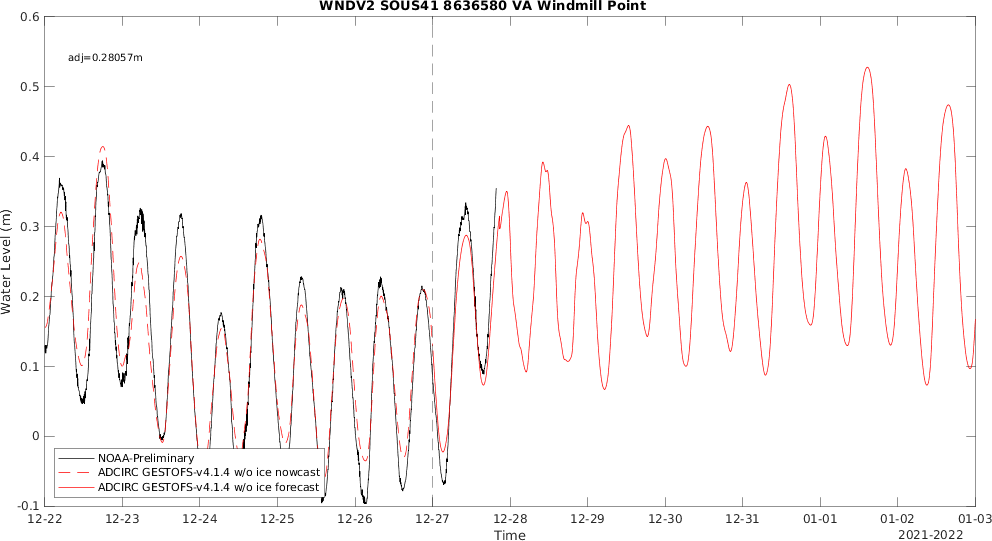 WNDV2 SOUS41 8636580 VA Windmill Point
0.6
adj=0.28057m
0.5
0.4
0.3
0.2
0.1
0
-0.1
Water Level (m)
NOAA-Preliminary
ADCIRC GESTOFS-v4.1.4 w/o ice nowcast
ADCIRC GESTOFS-v4.1.4 w/o ice forecast
12-22 12-23 12-24 12-25 12-26 12-27 12-28 12-29 12-30 12-31 01-01 01-02 01-03
Time
2021-2022